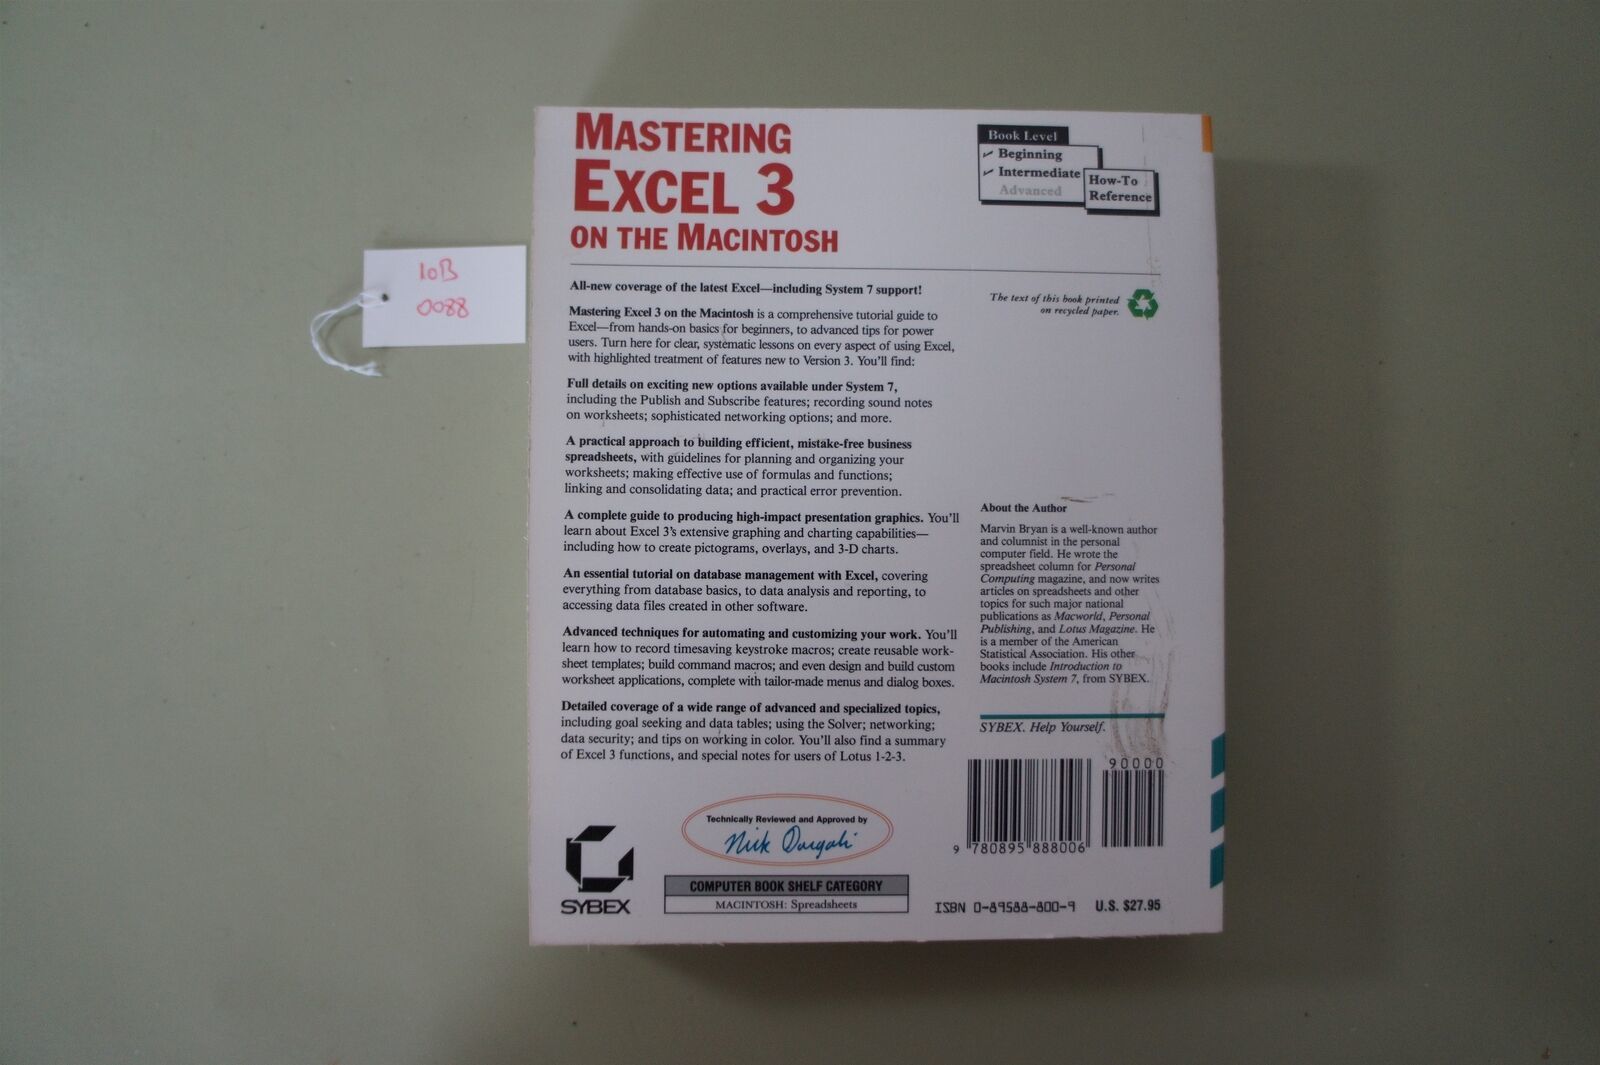 10B
0088
MASTERING
EXCEL 3
ON THE MACINTOSH
Book Level
Beginning
Intermediate
Advanced
How-To
Reference
All-new coverage of the latest Excel—including System 7 support!
Mastering Excel 3 on the Macintosh is a comprehensive tutorial guide to
Excel—from hands-on basics for beginners, to advanced tips for power
users. Turn here for clear, systematic lessons on every aspect of using Excel,
with highlighted treatment of features new to Version 3. You'll find:
Full details on exciting new options available under System 7,
including the Publish and Subscribe features; recording sound notes
on worksheets; sophisticated networking options; and more.
A practical approach to building efficient, mistake-free business
spreadsheets, with guidelines for planning and organizing your
worksheets; making effective use of formulas and functions;
linking and consolidating data; and practical error prevention.
A complete guide to producing high-impact presentation graphics. You'll
learn about Excel 3's extensive graphing and charting capabilities—
including how to create pictograms, overlays, and 3-D charts.
An essential tutorial on database management with Excel, covering
everything from database basics, to data analysis and reporting, to
accessing data files created in other software.
Advanced techniques for automating and customizing your work. You'll
learn how to record timesaving keystroke macros; create reusable work-
sheet templates; build command macros; and even design and build custom
worksheet applications, complete with tailor-made menus and dialog boxes.
Detailed coverage of a wide range of advanced and specialized topics,
including goal seeking and data tables; using the Solver; networking;
data security; and tips on working in color. You'll also find a summary
of Excel 3 functions, and special notes for users of Lotus 1-2-3.
The text of this book printed
on recycled paper.
About the Author
Marvin Bryan is a well-known author
and columnist in the personal
computer field. He wrote the
spreadsheet column for Personal
Computing magazine, and now writes
articles on spreadsheets and other
topics for such major national
publications as Macworld, Personal
Publishing, and Lotus Magazine. He
is a member of the American
Statistical Association. His other
books include Introduction to
Macintosh System 7, from SYBEX.
SYBEX. Help Yourself.
90000
9 780895 888006
Technically Reviewed and Approved by
Nick Dargahi
SYBEX
COMPUTER BOOK SHELF CATEGORY
MACINTOSH: Spreadsheets
ISBN 0-89588-800-9 U.S. $27.95